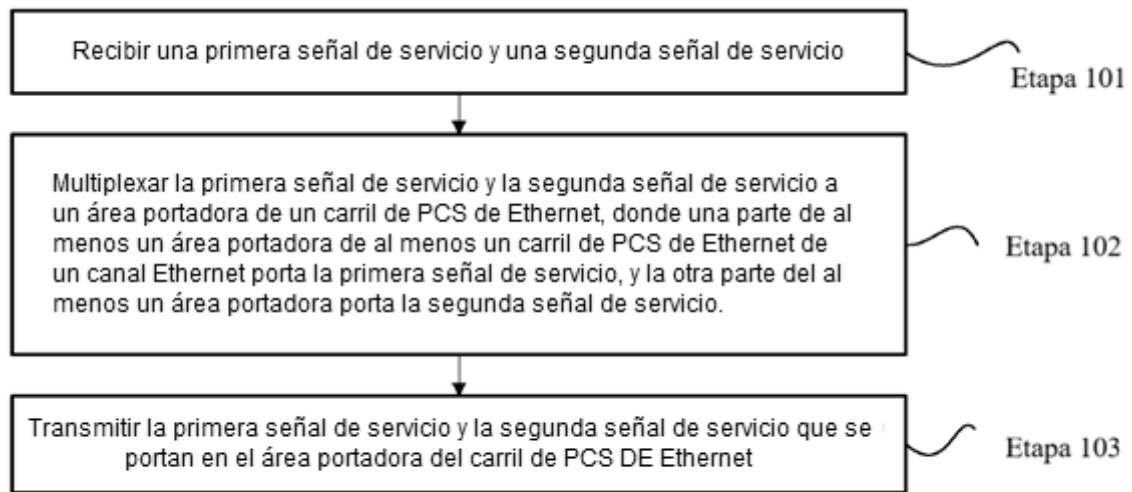 Recibir una primera señal de servicio y una segunda señal de servicio
Etapa 101
Multiplexar la primera señal de servicio y la segunda señal de servicio a
un área portadora de un carril de PCS de Ethernet, donde una parte de al
menos un área portadora de al menos un carril de PCS de Ethernet de
un canal Ethernet porta la primera señal de servicio, y la otra parte del al
menos un área portadora porta la segunda señal de servicio.
Etapa 102
Transmitir la primera señal de servicio y la segunda señal de servicio que se
portan en el área portadora del carril de PCS DE Ethernet
Etapa 103